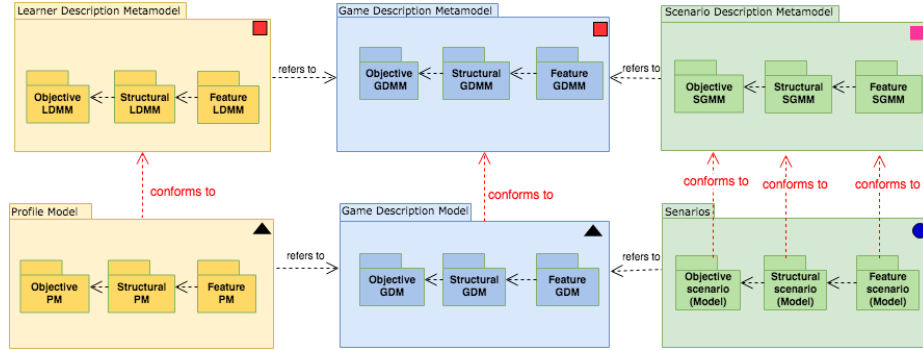 Learner Description Metamodel
Objective
LDMM
Structural
LDMM
Feature
LDMM
refers to
Game Description Metamodel
Objective
GDMM
Structural
GDMM
Feature
GDMM
refers to
Scenario Description Metamodel
Objective
SGMM
Structural
SGMM
Feature
SGMM
conforms to
conforms to
conforms to
conforms to
conforms to
Profile Model
Objective
PM
Structural
PM
Feature
PM
refers to
Game Description Model
Objective
GDM
Structural
GDM
Feature
GDM
refers to
Senarios
Objective
scenario
(Model)
Structural
scenario
(Model)
Feature
scenario
(Model)